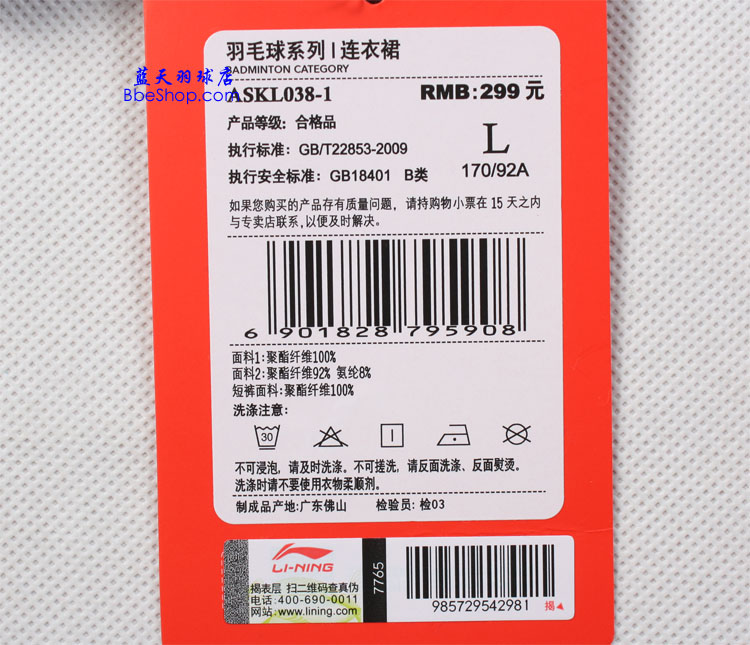 羽毛球系列 | 连衣裙
BADMINTON CATEGORY
蓝天羽球店
BbeShop.com
ASKL038-1 RMB:299 元
产品等级: 合格品
L
执行标准: GB/T22853-2009
170/92A
执行安全标准: GB18401 B类
如果您购买的产品存有质量问题, 请持购物小票在 15 天之内
与专卖店联系,以便及时解决。
6 901828 795908
面料1:聚酯纤维100%
面料2:聚酯纤维92% 氨纶8%
短裤面料:聚酯纤维100%
洗涤注意:
30
不可浸泡, 请及时洗涤。不可搓洗, 请反面洗涤、反面熨烫。
洗涤时请不要使用衣物柔顺剂。
制成品产地:广东佛山 检验员: 检03
LI-NING
揭表层 扫二维码查真伪
电话:400-690-0011
网站:www.lining.com
7765
985729542981 揭